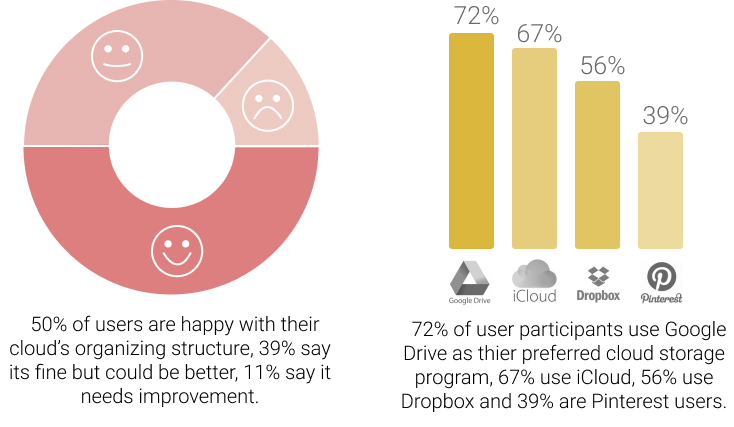 72%
67%
56%
39%
Google Drive
iCloud
Dropbox
Pinterest
50% of users are happy with their
cloud's organizing structure, 39% say
its fine but could be better, 11% say it
needs improvement.
72% of user participants use Google
Drive as thier preferred cloud storage
program, 67% use iCloud, 56% use
Dropbox and 39% are Pinterest users.